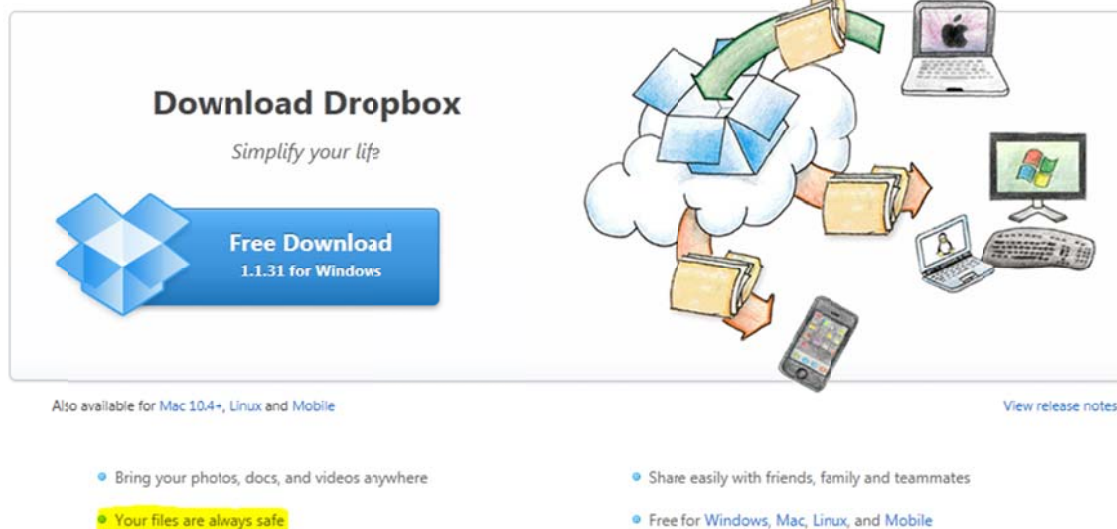 Download Dropbox
Simplify your life
Free Download
1.1.31 for Windows
Also available for Mac 10.4+, Linux and Mobile
View release notes
Bring your photos, docs, and videos anywhere
Share easily with friends, family and teammates
Your files are always safe
Free for Windows, Mac, Linux, and Mobile